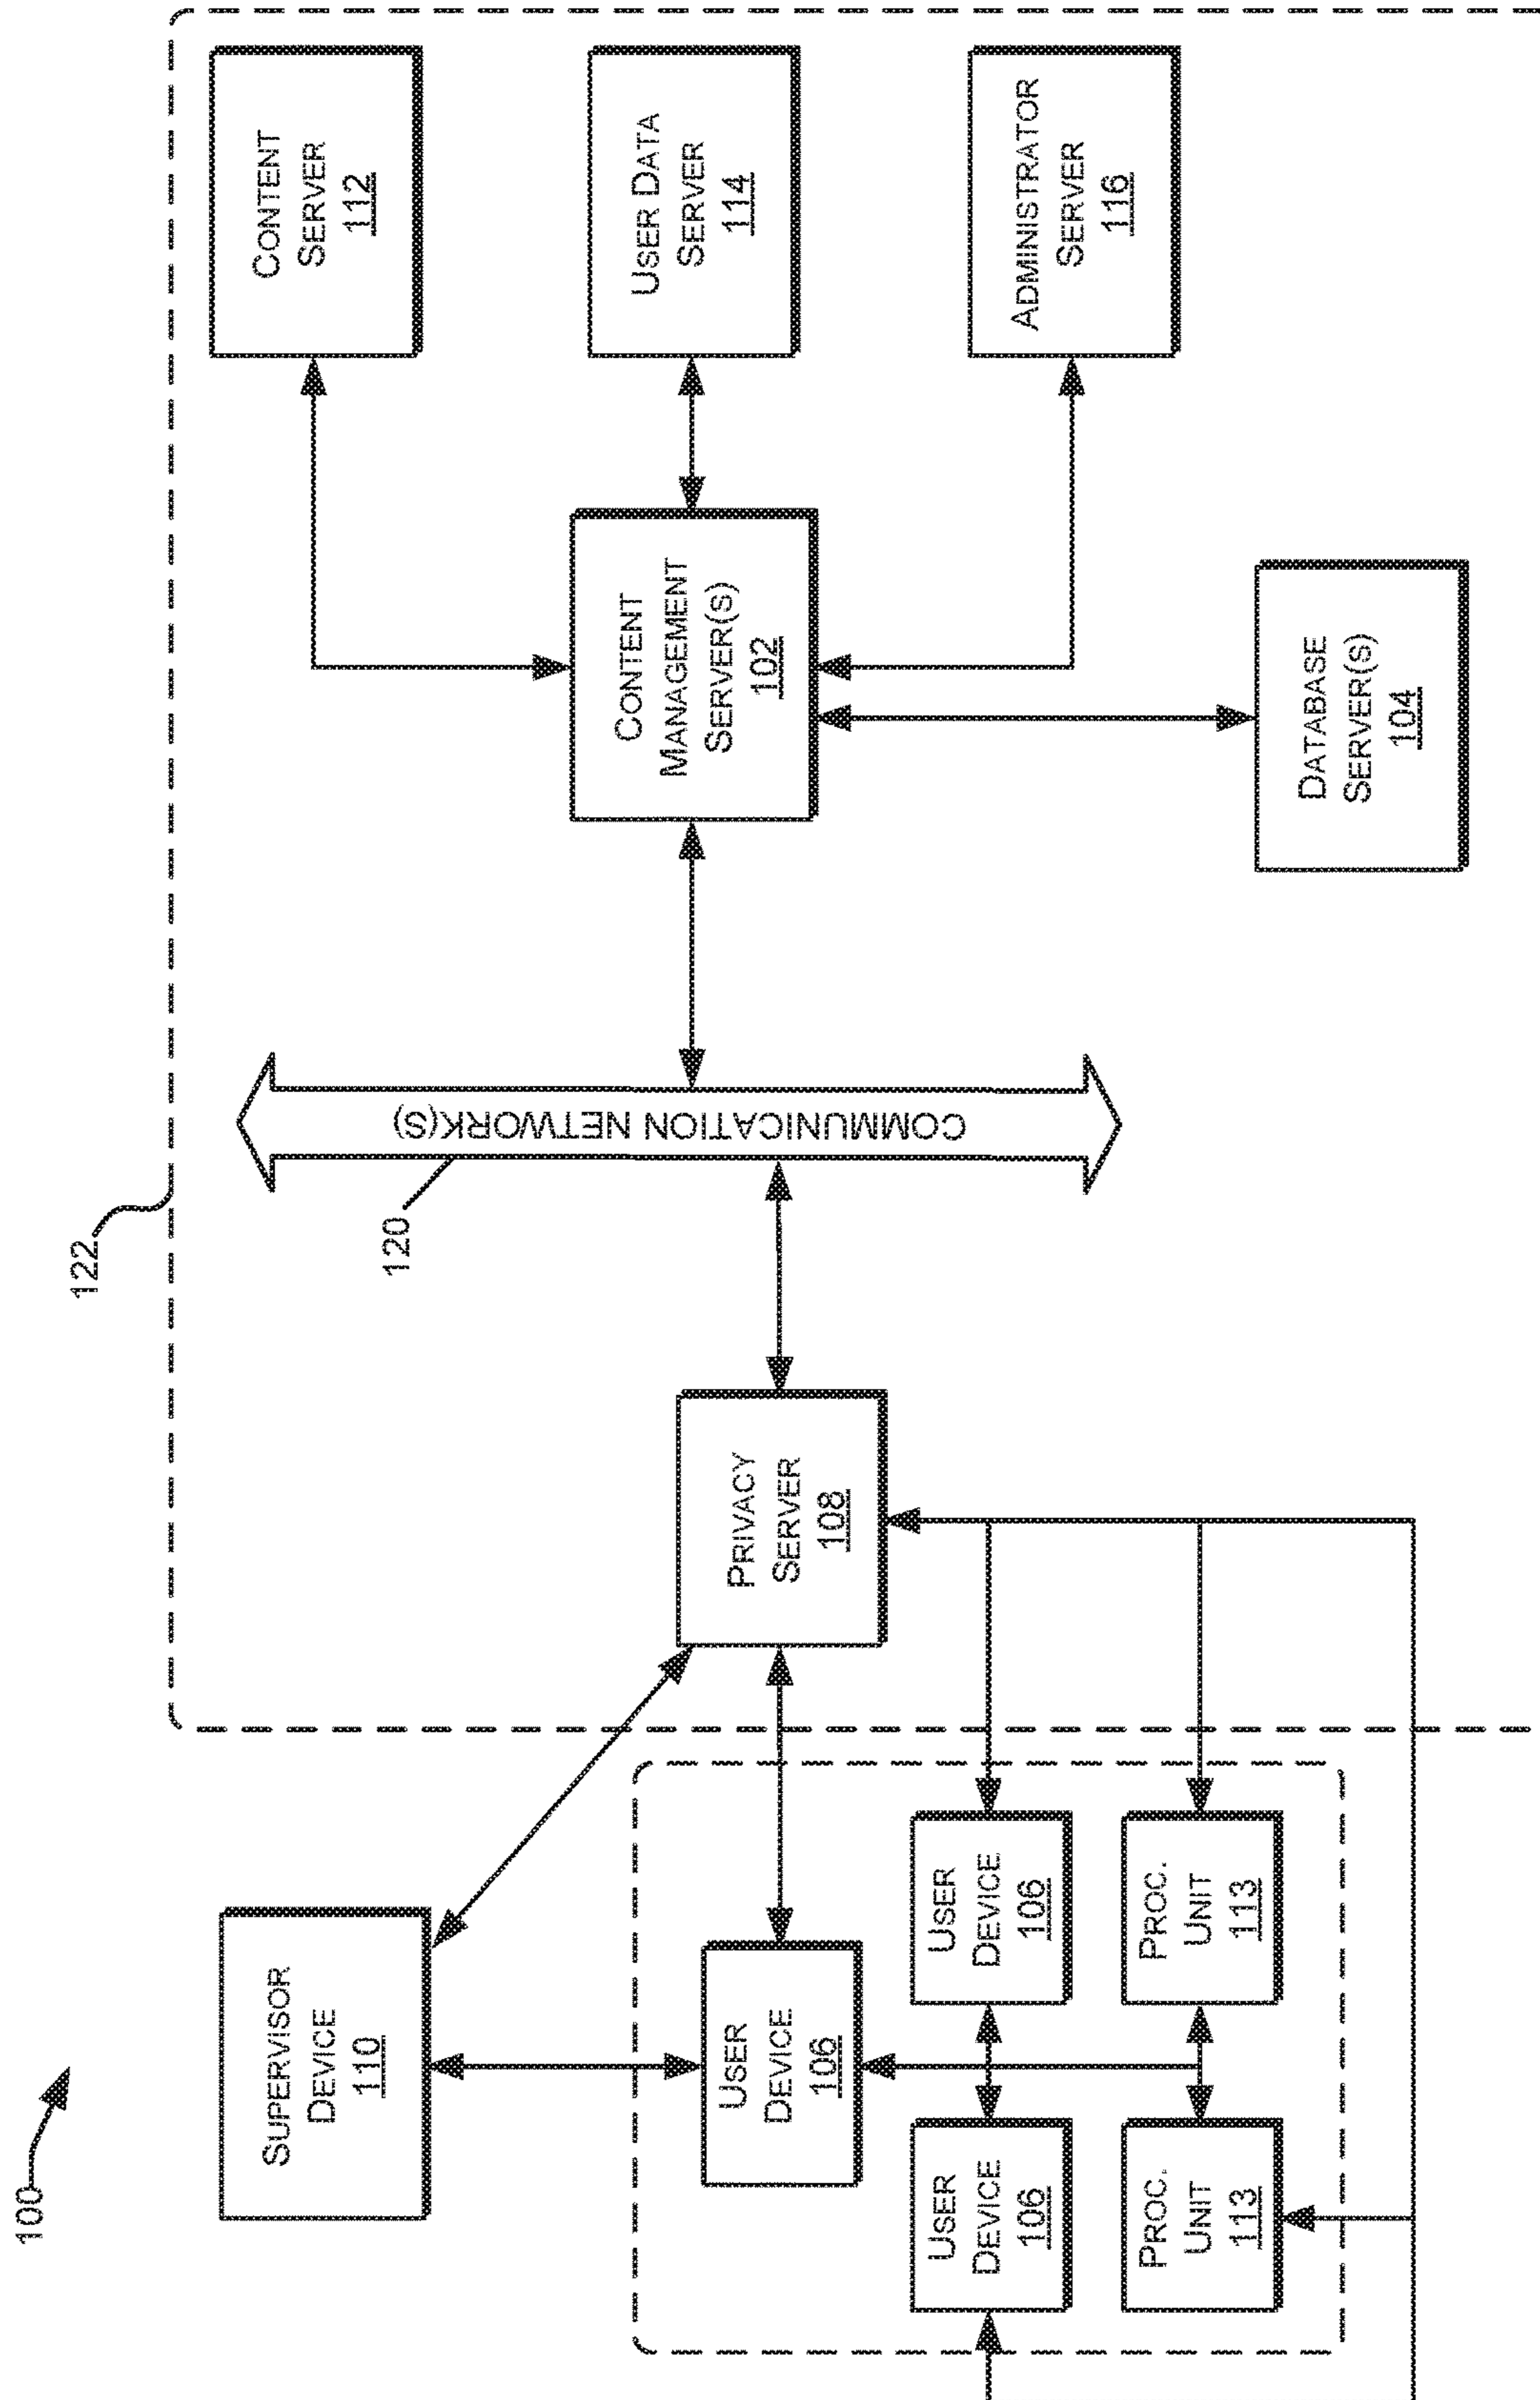 100
SUPERVISOR
DEVICE
110
USER
DEVICE
106
USER
DEVICE
106
USER
DEVICE
106
PROC.
UNIT
113
PROC.
UNIT
113
122
PRIVACY
SERVER
108
120
COMMUNICATION NETWORK(S)
CONTENT
MANAGEMENT
SERVER(S)
102
DATABASE
SERVER(S)
104
CONTENT
SERVER
112
USER DATA
SERVER
114
ADMINISTRATOR
SERVER
116